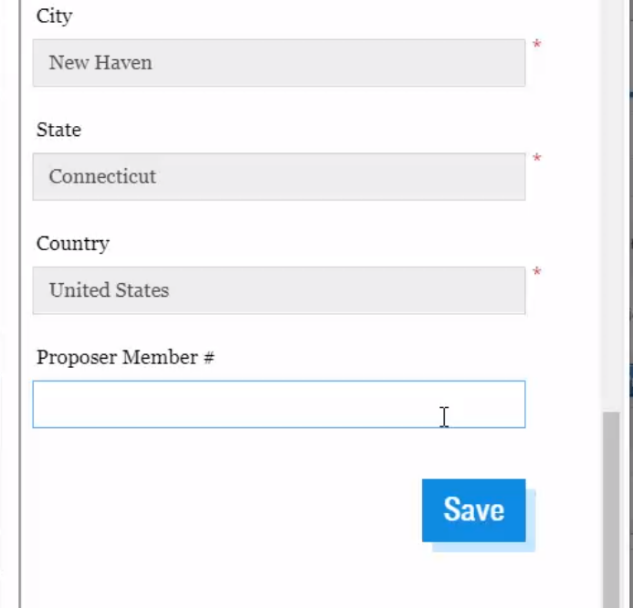 City
New Haven
*
State
Connecticut
*
Country
United States
*
Proposer Member #
Save